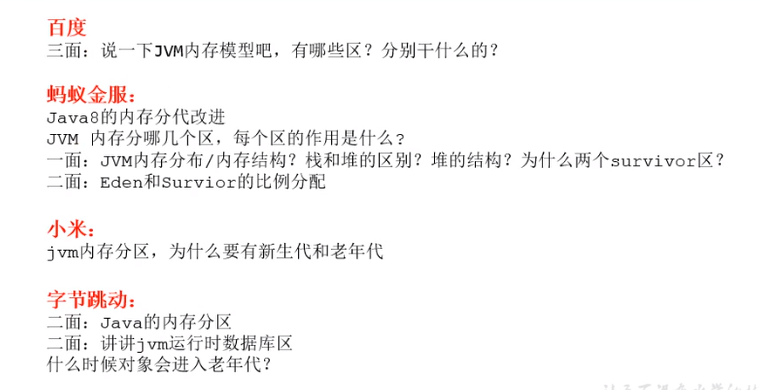 百度
三面：说一下JVM内存模型吧，有哪些区？分别干什么的？
蚂蚁金服：
Java8的内存分代改进
JVM 内存分哪几个区，每个区的作用是什么？
一面：JVM内存分布/内存结构？栈和堆的区别？堆的结构？为什么两个survivor区？
二面：Eden和Survior的比例分配
小米：
jvm内存分区，为什么要有新生代和老年代
字节跳动：
二面：Java的内存分区
二面：讲讲jvm运行时数据库区
什么时候对象会进入老年代？